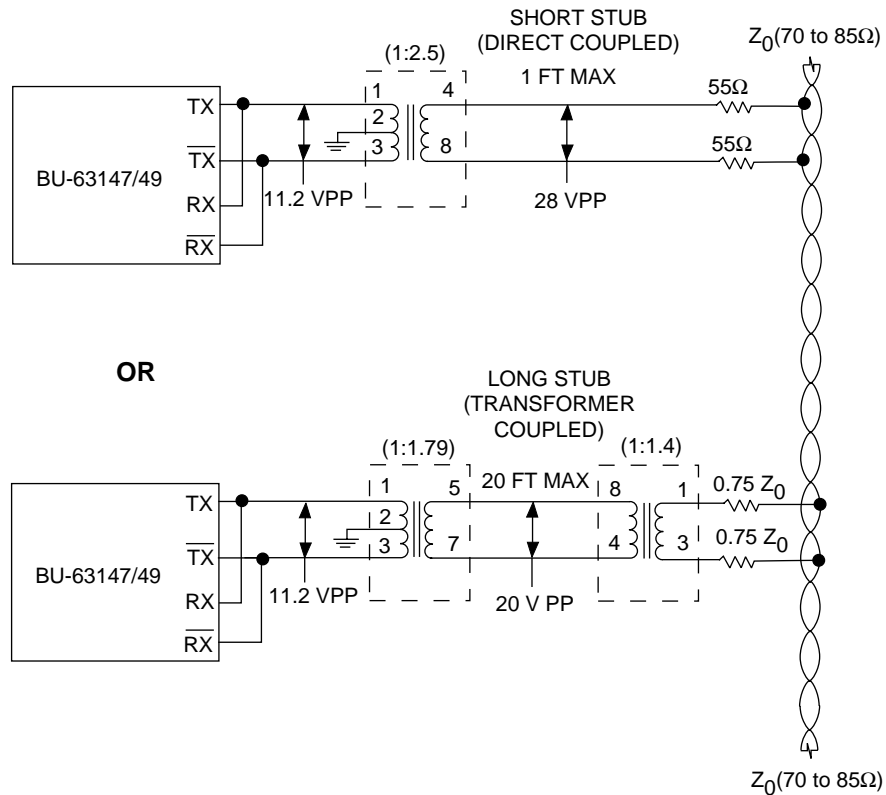 SHORT STUB
(DIRECT COUPLED)
Z0(70 to 85Ω)
(1:2.5)
1 FT MAX
1
4
55Ω
TX
2
TX
3
8
55Ω
BU-63147/49
11.2 VPP
28 VPP
RX
RX
OR
LONG STUB
(TRANSFORMER
COUPLED)
(1:1.79)
(1:1.4)
20 FT MAX
1
5
8
1
0.75 Z0
TX
2
TX
3
7
4
3
0.75 Z0
BU-63147/49
11.2 VPP
20 V PP
RX
RX
Z0(70 to 85Ω)